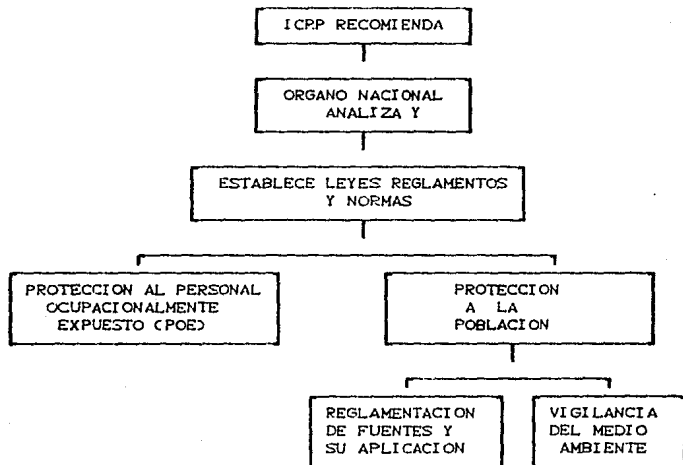 ICRP RECOMIENDA
ORGANO NACIONAL
ANALIZA Y
ESTABLECE LEYES REGLAMENTOS
Y NORMAS
PROTECCION AL PERSONAL
OCUPACIONALMENTE
EXPUESTO (POE)
PROTECCION
A LA
POBLACION
REGLAMENTACION
DE FUENTES Y
SU APLICACION
VIGILANCIA
DEL MEDIO
AMBIENTE